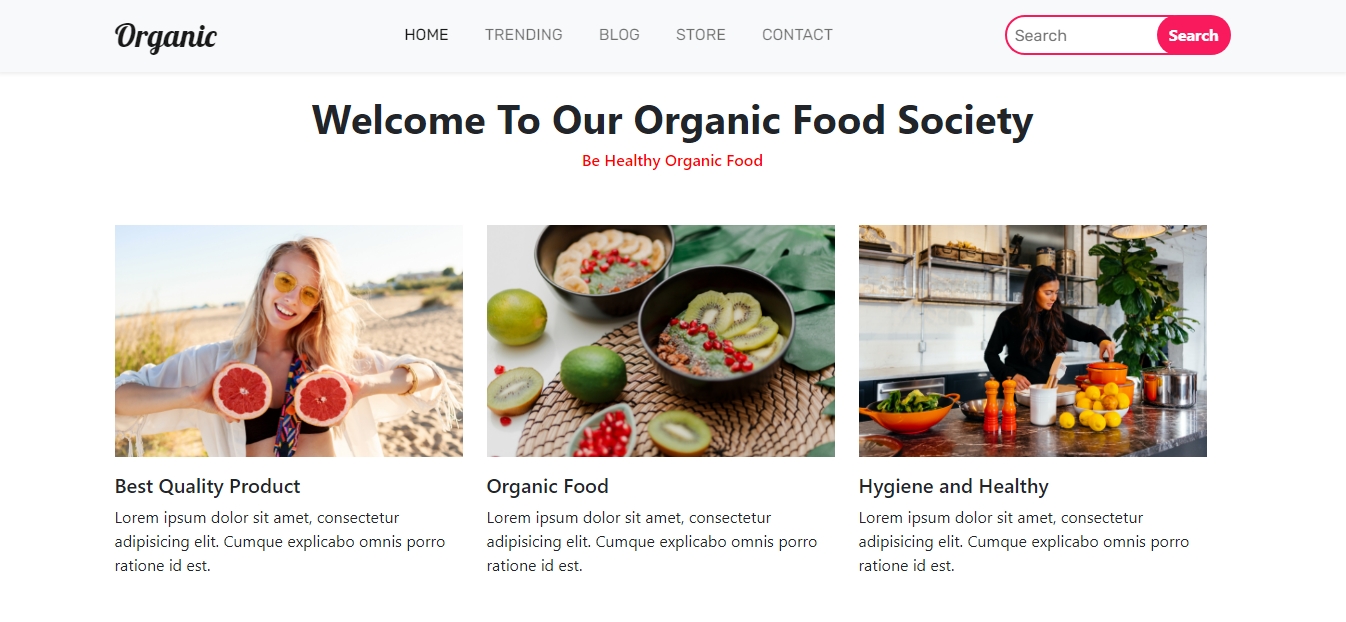 Organic
HOME TRENDING BLOG STORE CONTACT
Search Search
Welcome To Our Organic Food Society
Be Healthy Organic Food
Best Quality Product
Lorem ipsum dolor sit amet, consectetur
adipisicing elit. Cumque explicabo omnis porro
ratione id est.
Organic Food
Lorem ipsum dolor sit amet, consectetur
adipisicing elit. Cumque explicabo omnis porro
ratione id est.
Hygiene and Healthy
Lorem ipsum dolor sit amet, consectetur
adipisicing elit. Cumque explicabo omnis porro
ratione id est.